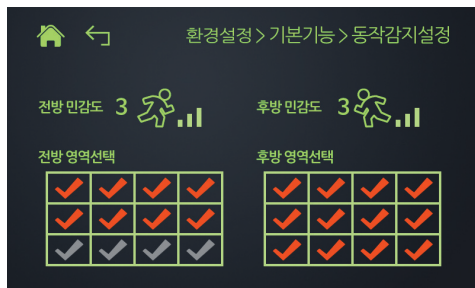 환경설정 > 기본기능 > 동작감지설정
전방 민감도 3 후방 민감도 3
전방 영역선택 후방 영역선택